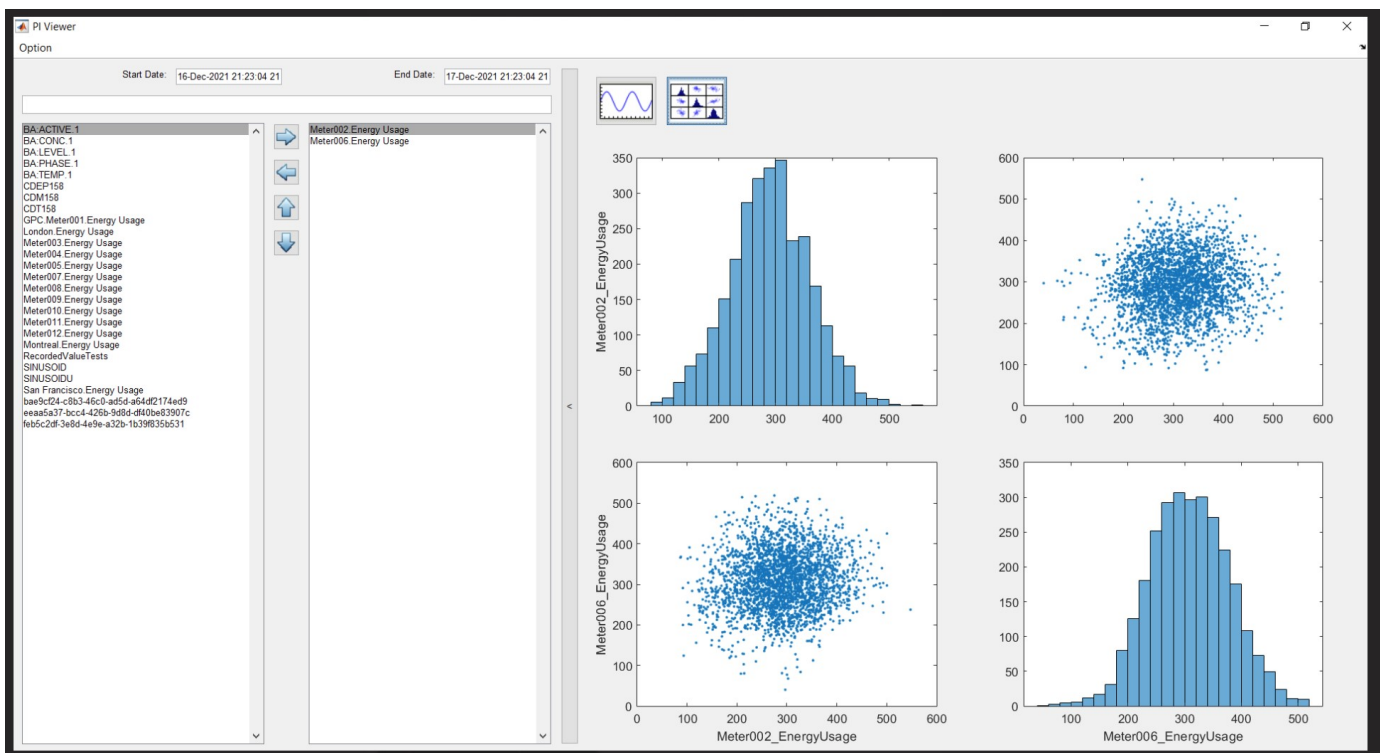 PI Viewer
Option
Start Date: 16-Dec-2021 21:23:04 21 End Date: 17-Dec-2021 21:23:04 21
BA:ACTIVE.1
BA:CONC.1
BA:LEVEL.1
BA:PHASE.1
BA:TEMP.1
CDEP158
CDM158
CDT158
GPC.Meter001.Energy Usage
London.Energy Usage
Meter003.Energy Usage
Meter004.Energy Usage
Meter005.Energy Usage
Meter007.Energy Usage
Meter008.Energy Usage
Meter009.Energy Usage
Meter010.Energy Usage
Meter011.Energy Usage
Meter012.Energy Usage
Montreal.Energy Usage
RecordedValueTests
SINUSOID
SINUSOIDU
San Francisco.Energy Usage
bae9cf24-c8b3-46c0-ad5d-a64df2174ed9
eeaa5a37-bcc4-426b-9d8d-df40be83907c
feb5c2df-3e8d-4e9e-a32b-1b39f835b531
Meter002.Energy Usage
Meter006.Energy Usage
<
Meter002_EnergyUsage
350
300
250
200
150
100
50
0
100 200 300 400 500
600
500
400
300
200
100
0
0 100 200 300 400 500 600
Meter006_EnergyUsage
600
500
400
300
200
100
0
0 100 200 300 400 500 600
Meter002_EnergyUsage
350
300
250
200
150
100
50
0
100 200 300 400 500
Meter006_EnergyUsage